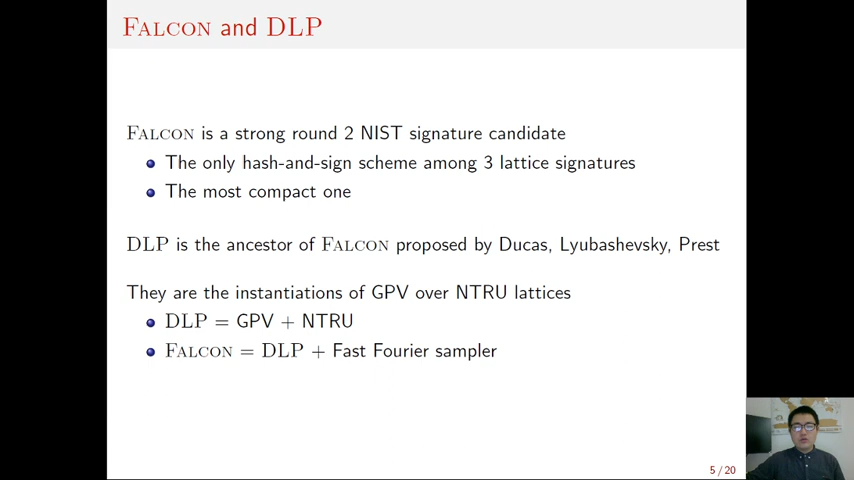 FALCON and DLP
FALCON is a strong round 2 NIST signature candidate
The only hash-and-sign scheme among 3 lattice signatures
The most compact one
DLP is the ancestor of FALCON proposed by Ducas, Lyubashevsky, Prest
They are the instantiations of GPV over NTRU lattices
DLP = GPV + NTRU
FALCON = DLP + Fast Fourier sampler
5 / 20